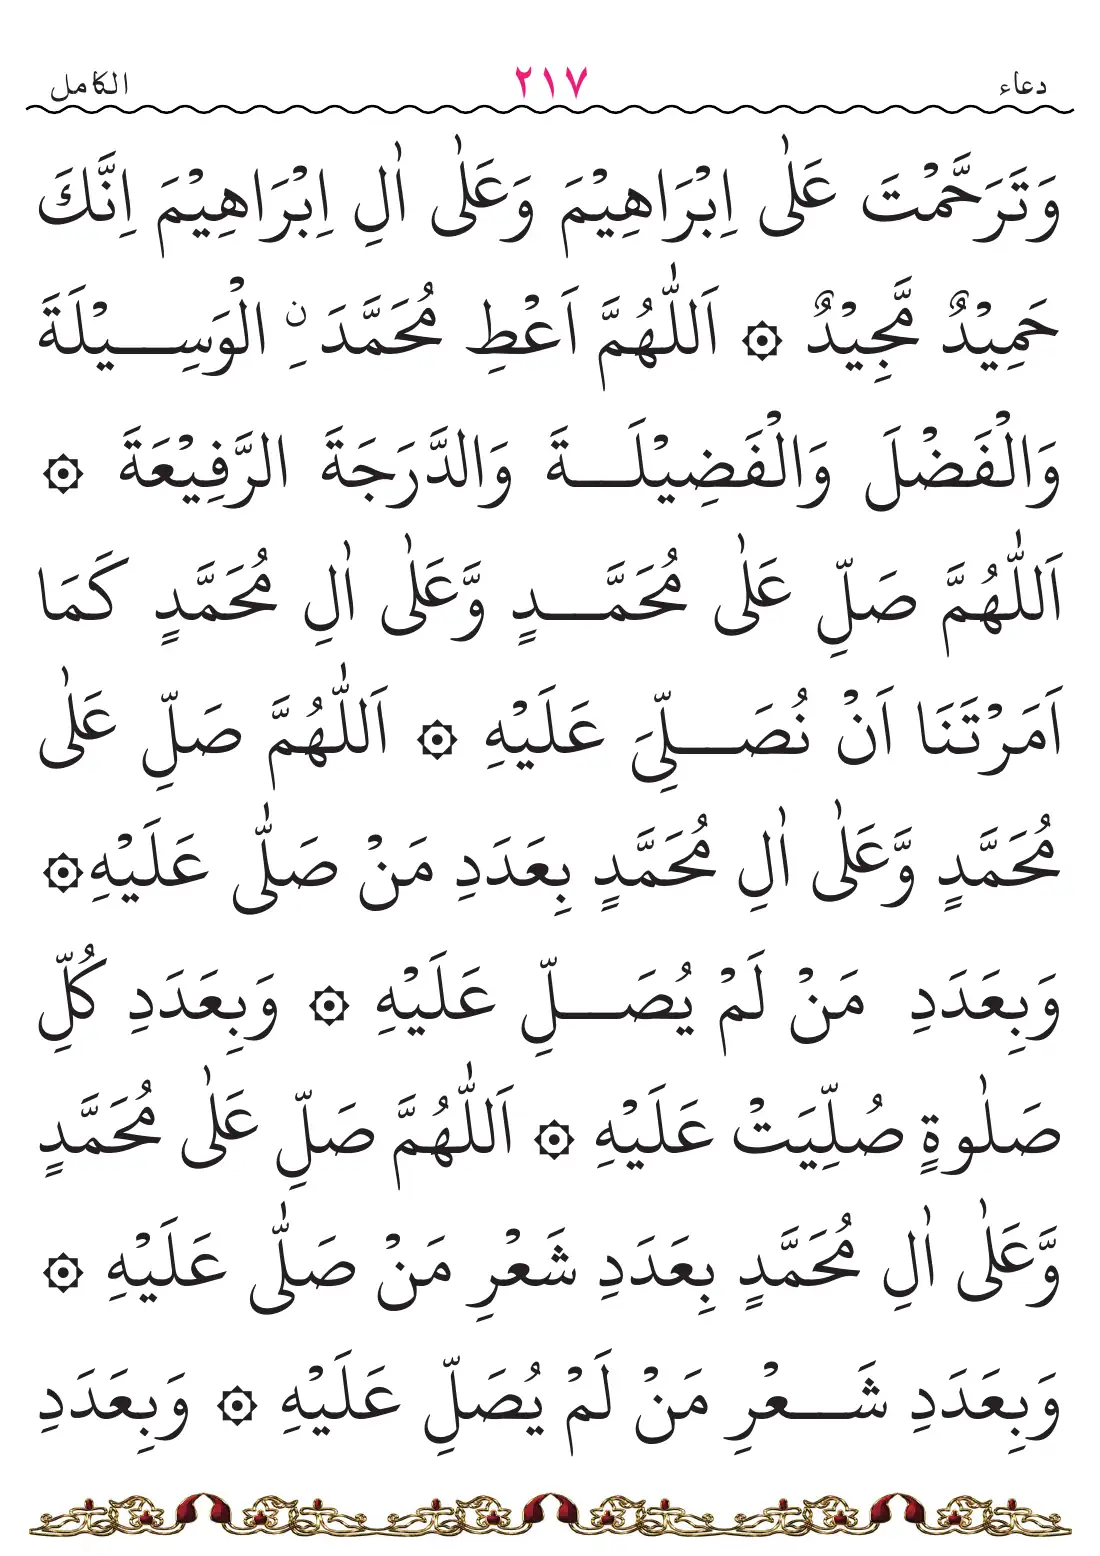 دعاء ٢١٧ الكامل
وَتَرَحَّمْتَ عَلٰى اِبْرَاهِيْمَ وَعَلٰى اٰلِ اِبْرَاهِيْمَ اِنَّكَ
حَمِيْدٌ مَّجِيْدٌ ۞ اَللّٰهُمَّ اَعْطِ مُحَمَّدَ نِ الْوَسِيْلَةَ
وَالْفَضْلَ وَالْفَضِيْلَةَ وَالدَّرَجَةَ الرَّفِيْعَةَ ۞
اَللّٰهُمَّ صَلِّ عَلٰى مُحَمَّدٍ وَّعَلٰى اٰلِ مُحَمَّدٍ كَمَا
اَمَرْتَنَا اَنْ نُصَلِّىَ عَلَيْهِ ۞ اَللّٰهُمَّ صَلِّ عَلٰى
مُحَمَّدٍ وَّعَلٰى اٰلِ مُحَمَّدٍ بِعَدَدِ مَنْ صَلّٰى عَلَيْهِ۞
وَبِعَدَدِ مَنْ لَمْ يُصَلِّ عَلَيْهِ ۞ وَبِعَدَدِ كُلِّ
صَلٰوةٍ صُلِّيَتْ عَلَيْهِ ۞ اَللّٰهُمَّ صَلِّ عَلٰى مُحَمَّدٍ
وَّعَلٰى اٰلِ مُحَمَّدٍ بِعَدَدِ شَعْرِ مَنْ صَلّٰى عَلَيْهِ ۞
وَبِعَدَدِ شَعْرِ مَنْ لَمْ يُصَلِّ عَلَيْهِ ۞ وَبِعَدَدِ